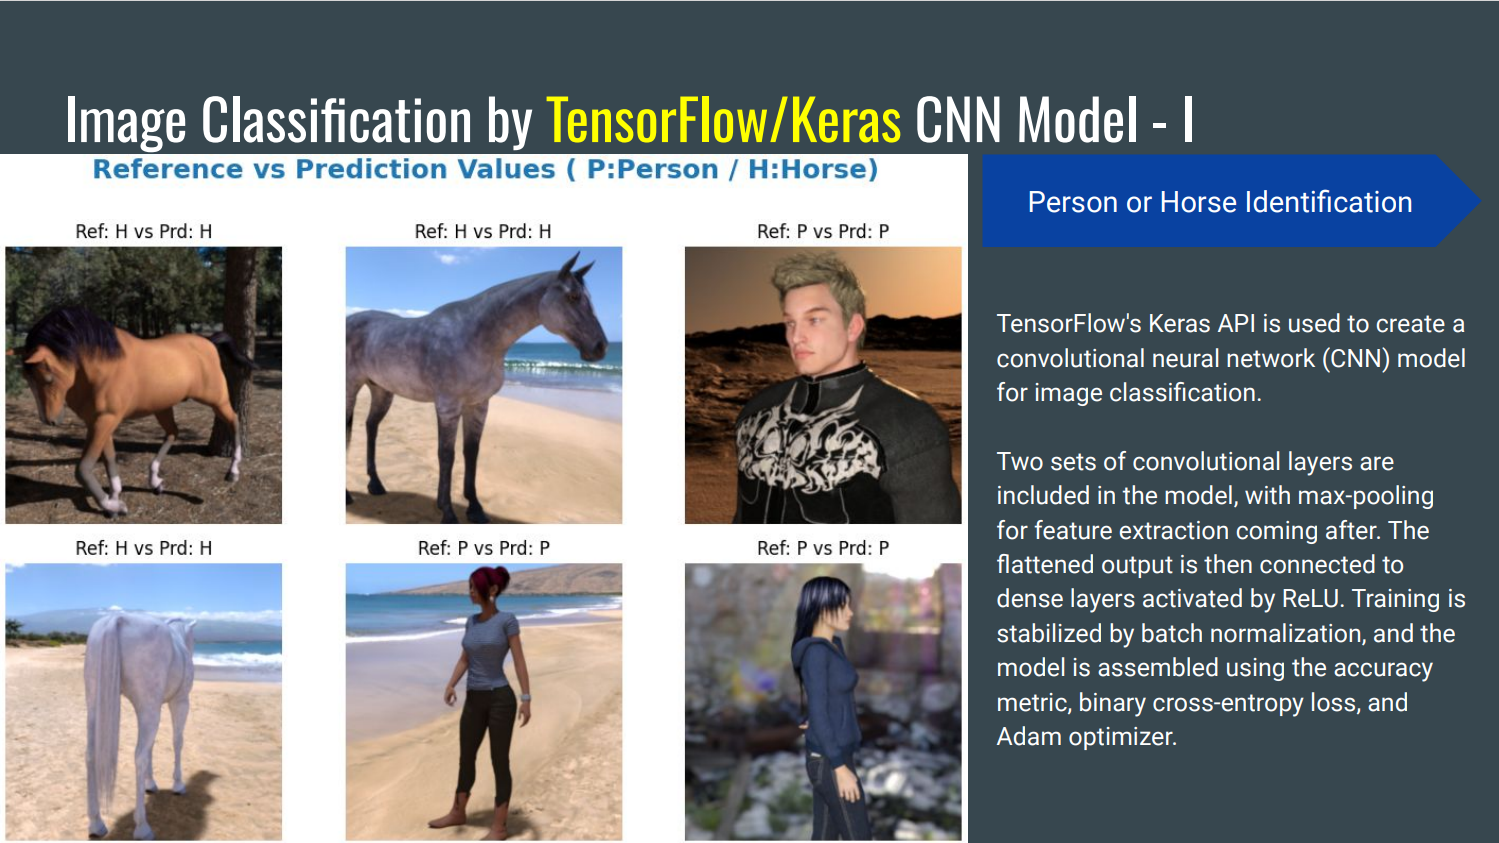 Image Classification by TensorFlow/Keras CNN Model - I
Reference vs Prediction Values ( P:Person / H:Horse)
Ref: H vs Prd: H
Ref: H vs Prd: H
Ref: P vs Prd: P
Ref: H vs Prd: H
Ref: P vs Prd: P
Ref: P vs Prd: P
Person or Horse Identification
TensorFlow's Keras API is used to create a
convolutional neural network (CNN) model
for image classification.
Two sets of convolutional layers are
included in the model, with max-pooling
for feature extraction coming after. The
flattened output is then connected to
dense layers activated by ReLU. Training is
stabilized by batch normalization, and the
model is assembled using the accuracy
metric, binary cross-entropy loss, and
Adam optimizer.